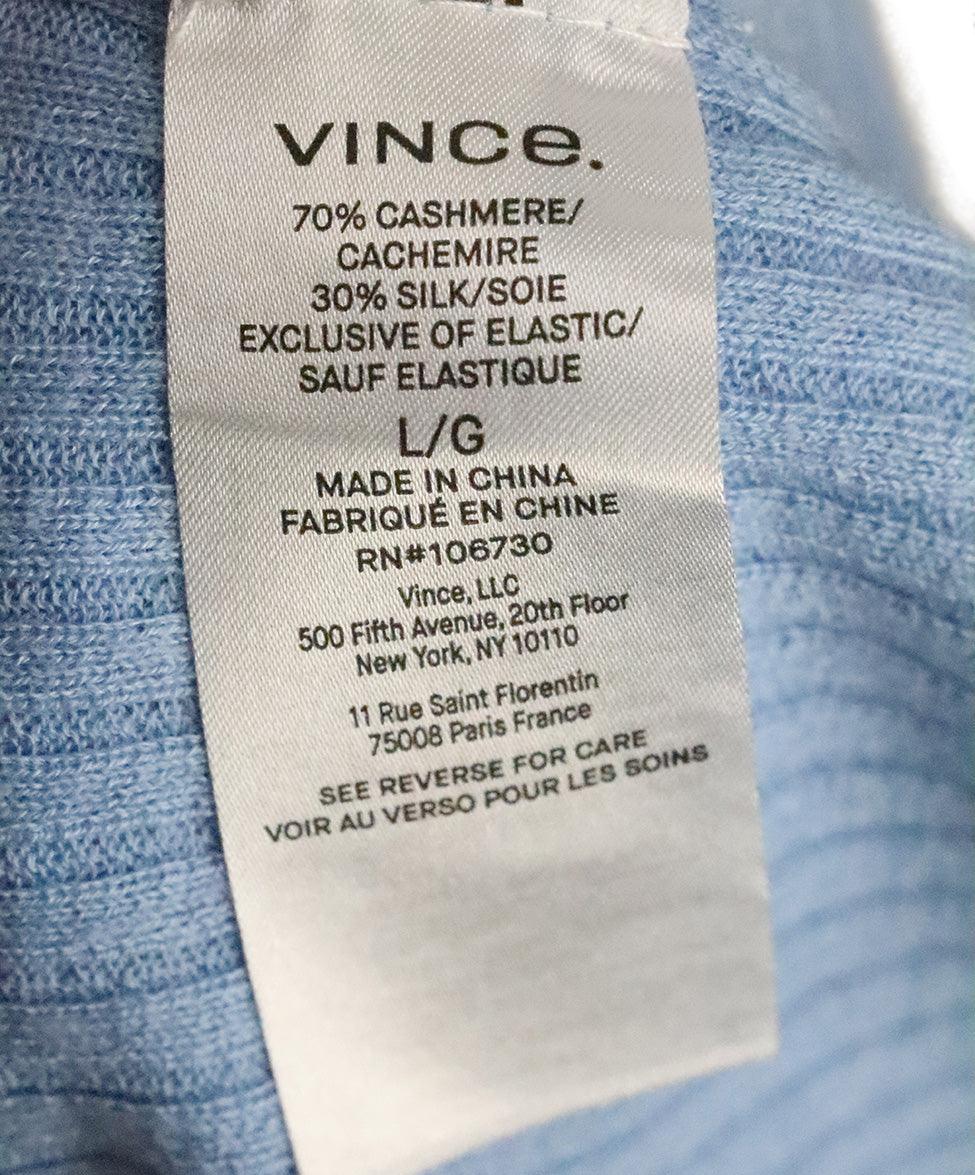 VINCe.
70% CASHMERE/
CACHEMIRE
30% SILK/SOIE
EXCLUSIVE OF ELASTIC/
SAUF ELASTIQUE
L/G
MADE IN CHINA
FABRIQUÉ EN CHINE
RN#106730
Vince, LLC
500 Fifth Avenue, 20th Floor
New York, NY 10110
11 Rue Saint Florentin
75008 Paris France
SEE REVERSE FOR CARE
VOIR AU VERSO POUR LES SOINS